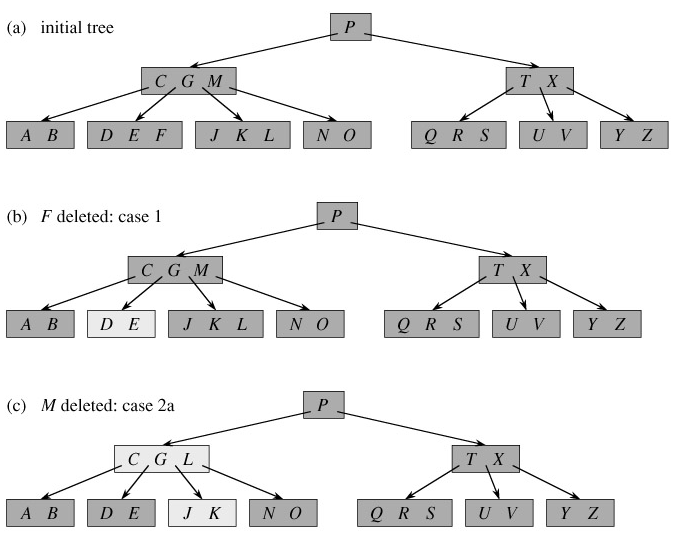 (a) initial tree
P
C G M
T X
A B
D E F
J K L
N O
Q R S
U V
Y Z
(b) F deleted: case 1
P
C G M
T X
A B
D E
J K L
N O
Q R S
U V
Y Z
(c) M deleted: case 2a
P
C G L
T X
A B
D E
J K
N O
Q R S
U V
Y Z